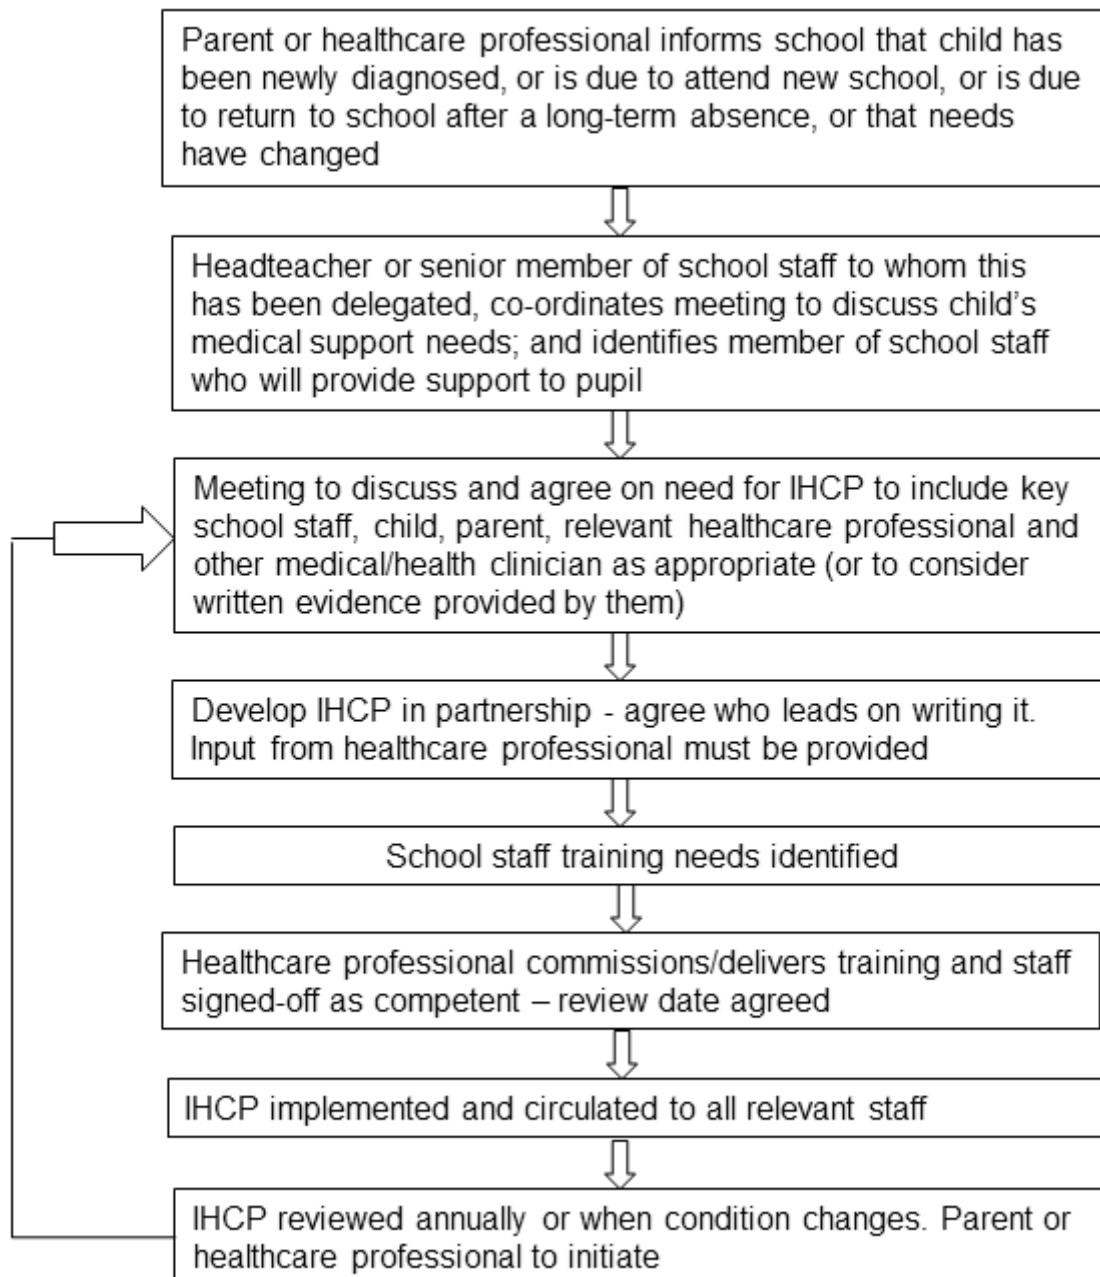 Parent or healthcare professional informs school that child has
been newly diagnosed, or is due to attend new school, or is due
to return to school after a long-term absence, or that needs
have changed
Headteacher or senior member of school staff to whom this
has been delegated, co-ordinates meeting to discuss child's
medical support needs; and identifies member of school staff
who will provide support to pupil
Meeting to discuss and agree on need for IHCP to include key
school staff, child, parent, relevant healthcare professional and
other medical/health clinician as appropriate (or to consider
written evidence provided by them)
Develop IHCP in partnership - agree who leads on writing it.
Input from healthcare professional must be provided
School staff training needs identified
Healthcare professional commissions/delivers training and staff
signed-off as competent – review date agreed
IHCP implemented and circulated to all relevant staff
IHCP reviewed annually or when condition changes. Parent or
healthcare professional to initiate